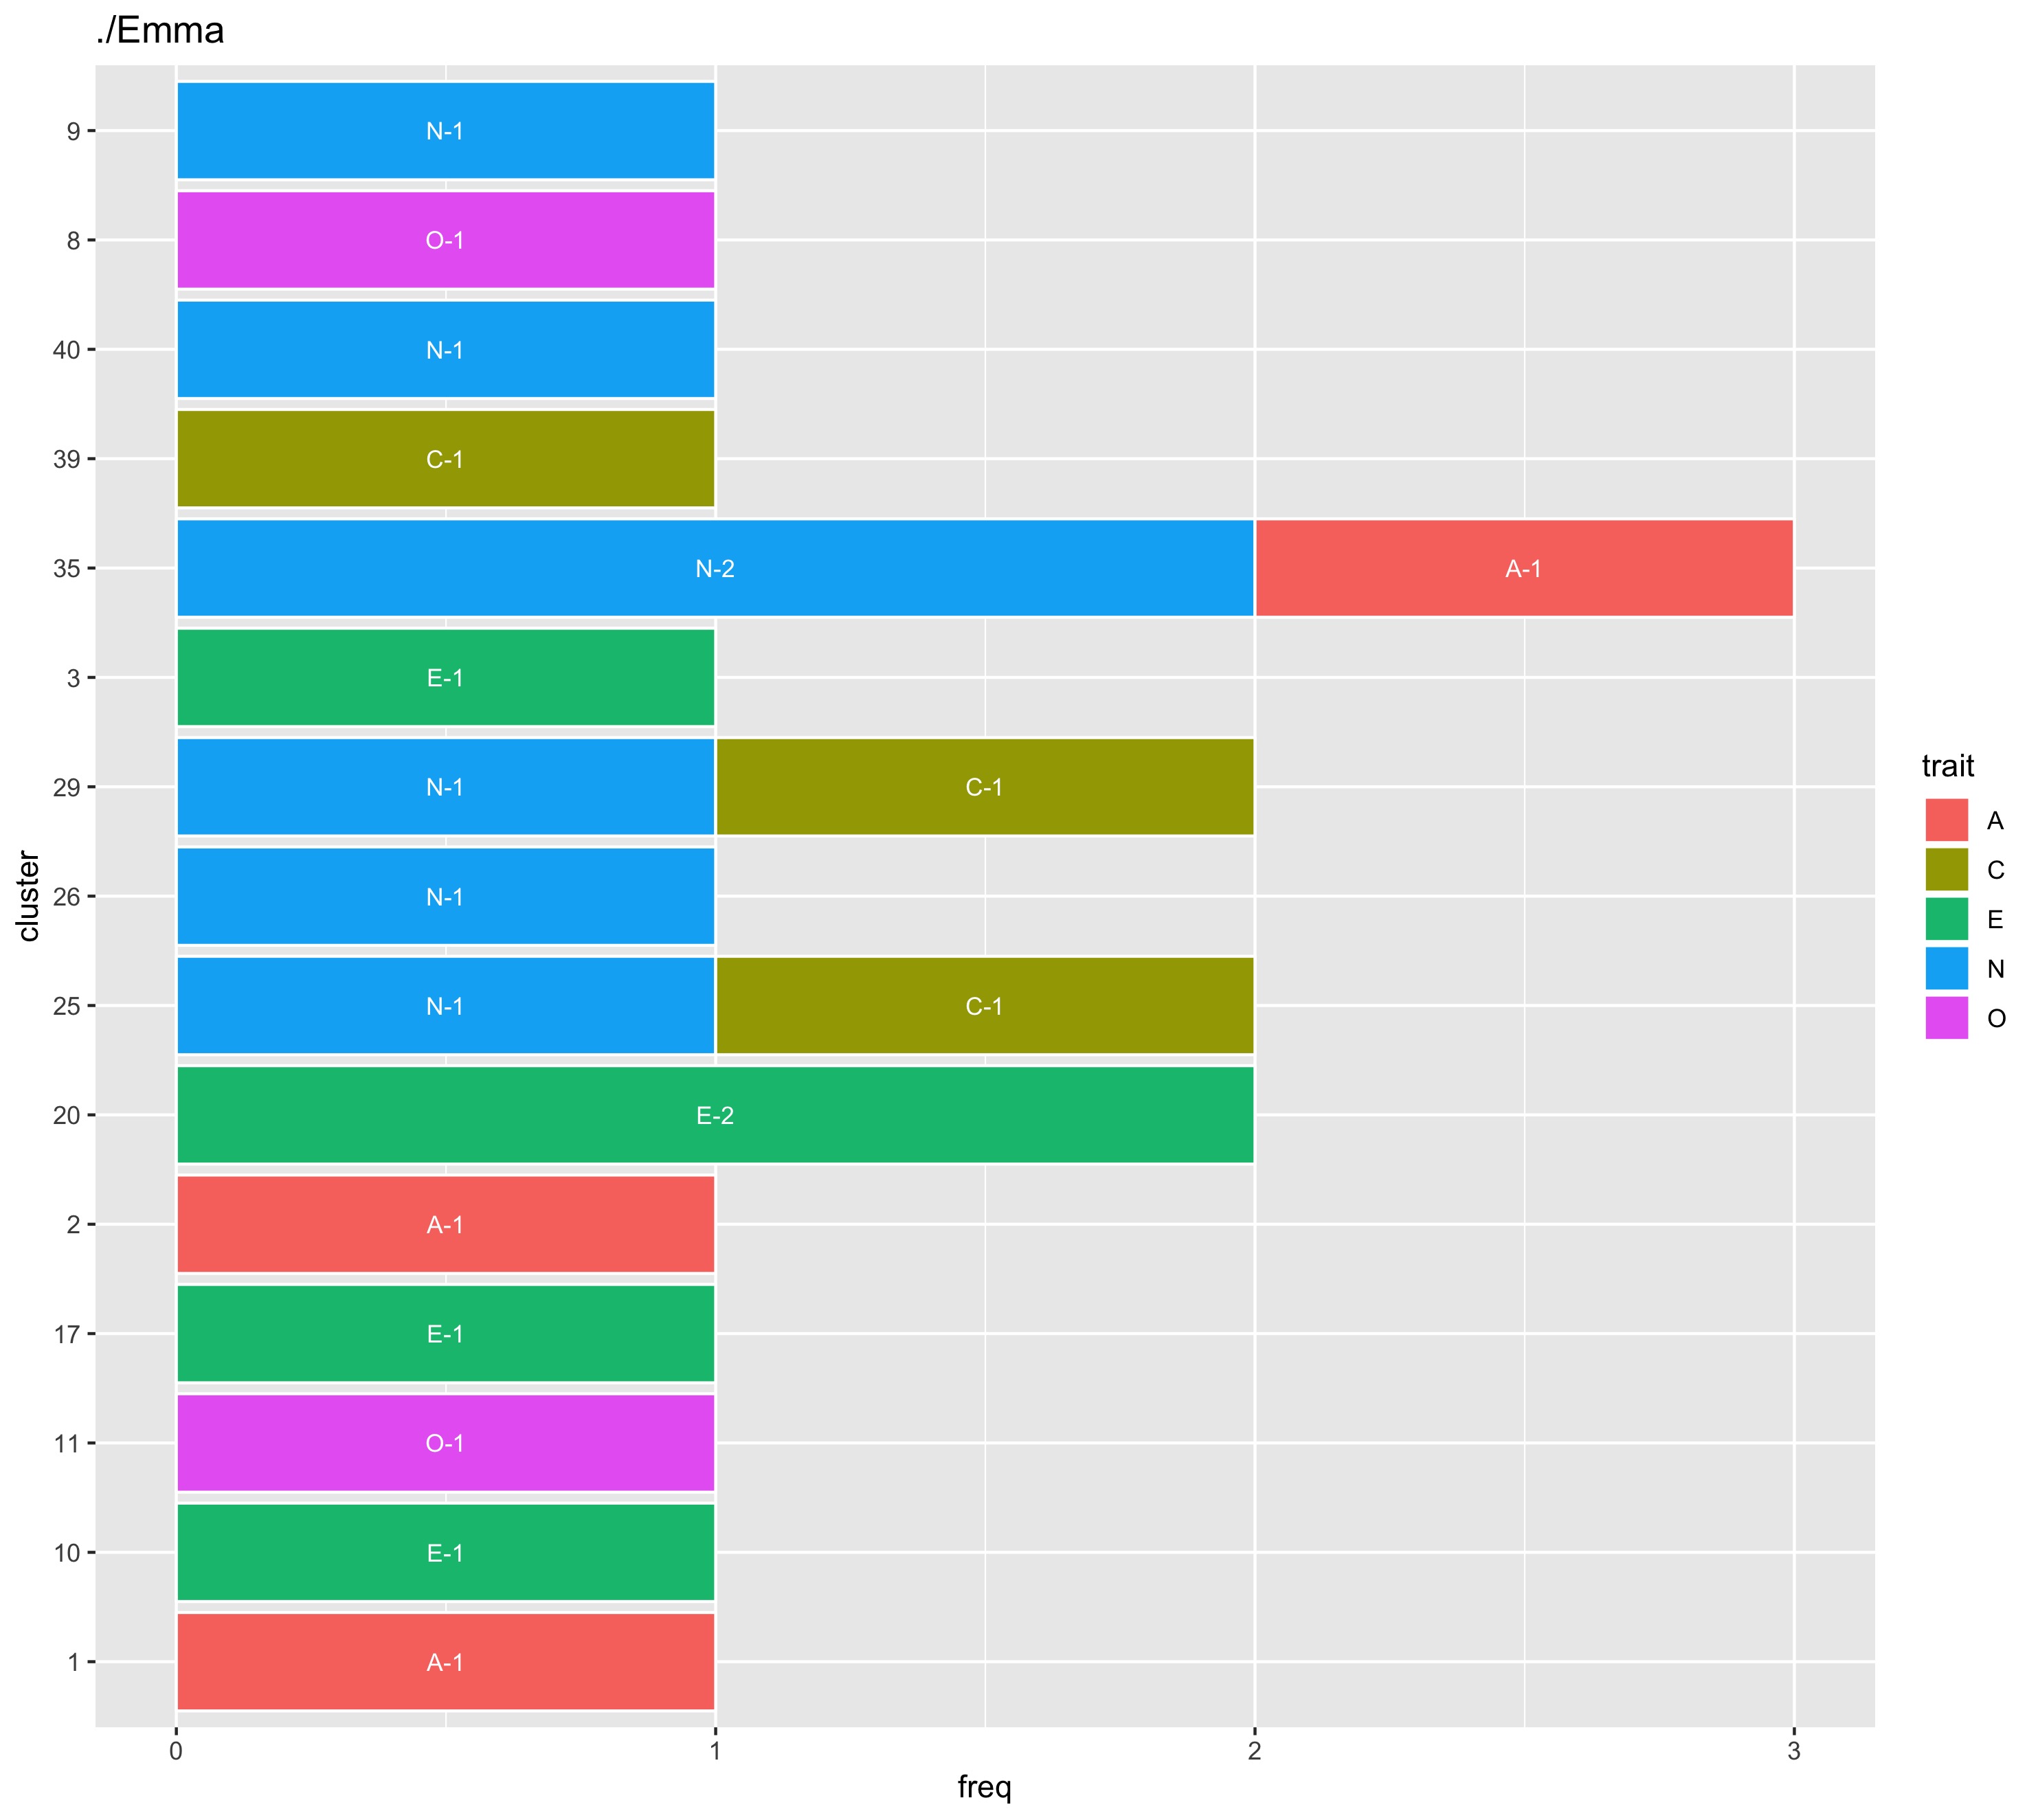 ./Emma
9
N-1
8
O-1
40
N-1
39
C-1
35
N-2 A-1
3
E-1
29
N-1 C-1
26
N-1
25
N-1 C-1
20
E-2
2
A-1
17
E-1
11
O-1
10
E-1
1
A-1
0 1 2 3
freq
cluster
trait
A
C
E
N
O